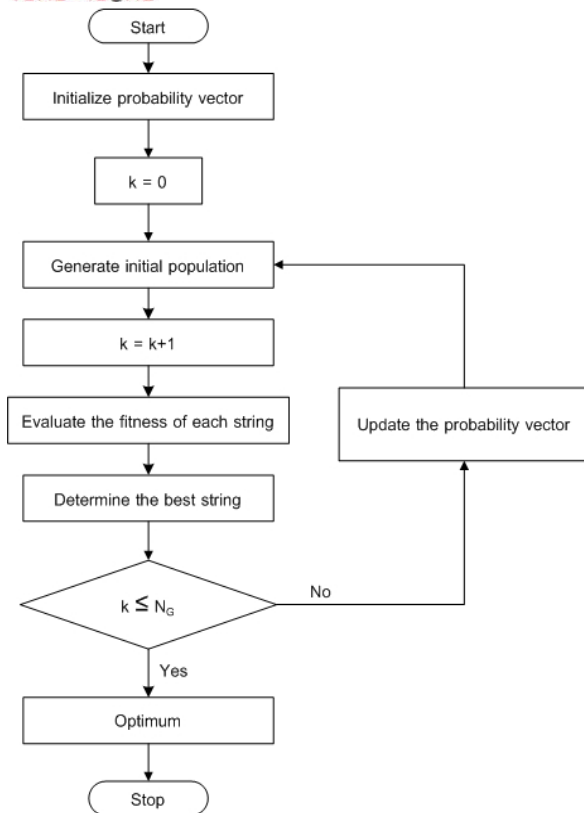 Start
Initialize probability vector
k = 0
Generate initial population
k = k+1
Evaluate the fitness of each string
Update the probability vector
Determine the best string
k ≤ N_G
No
Yes
Optimum
Stop